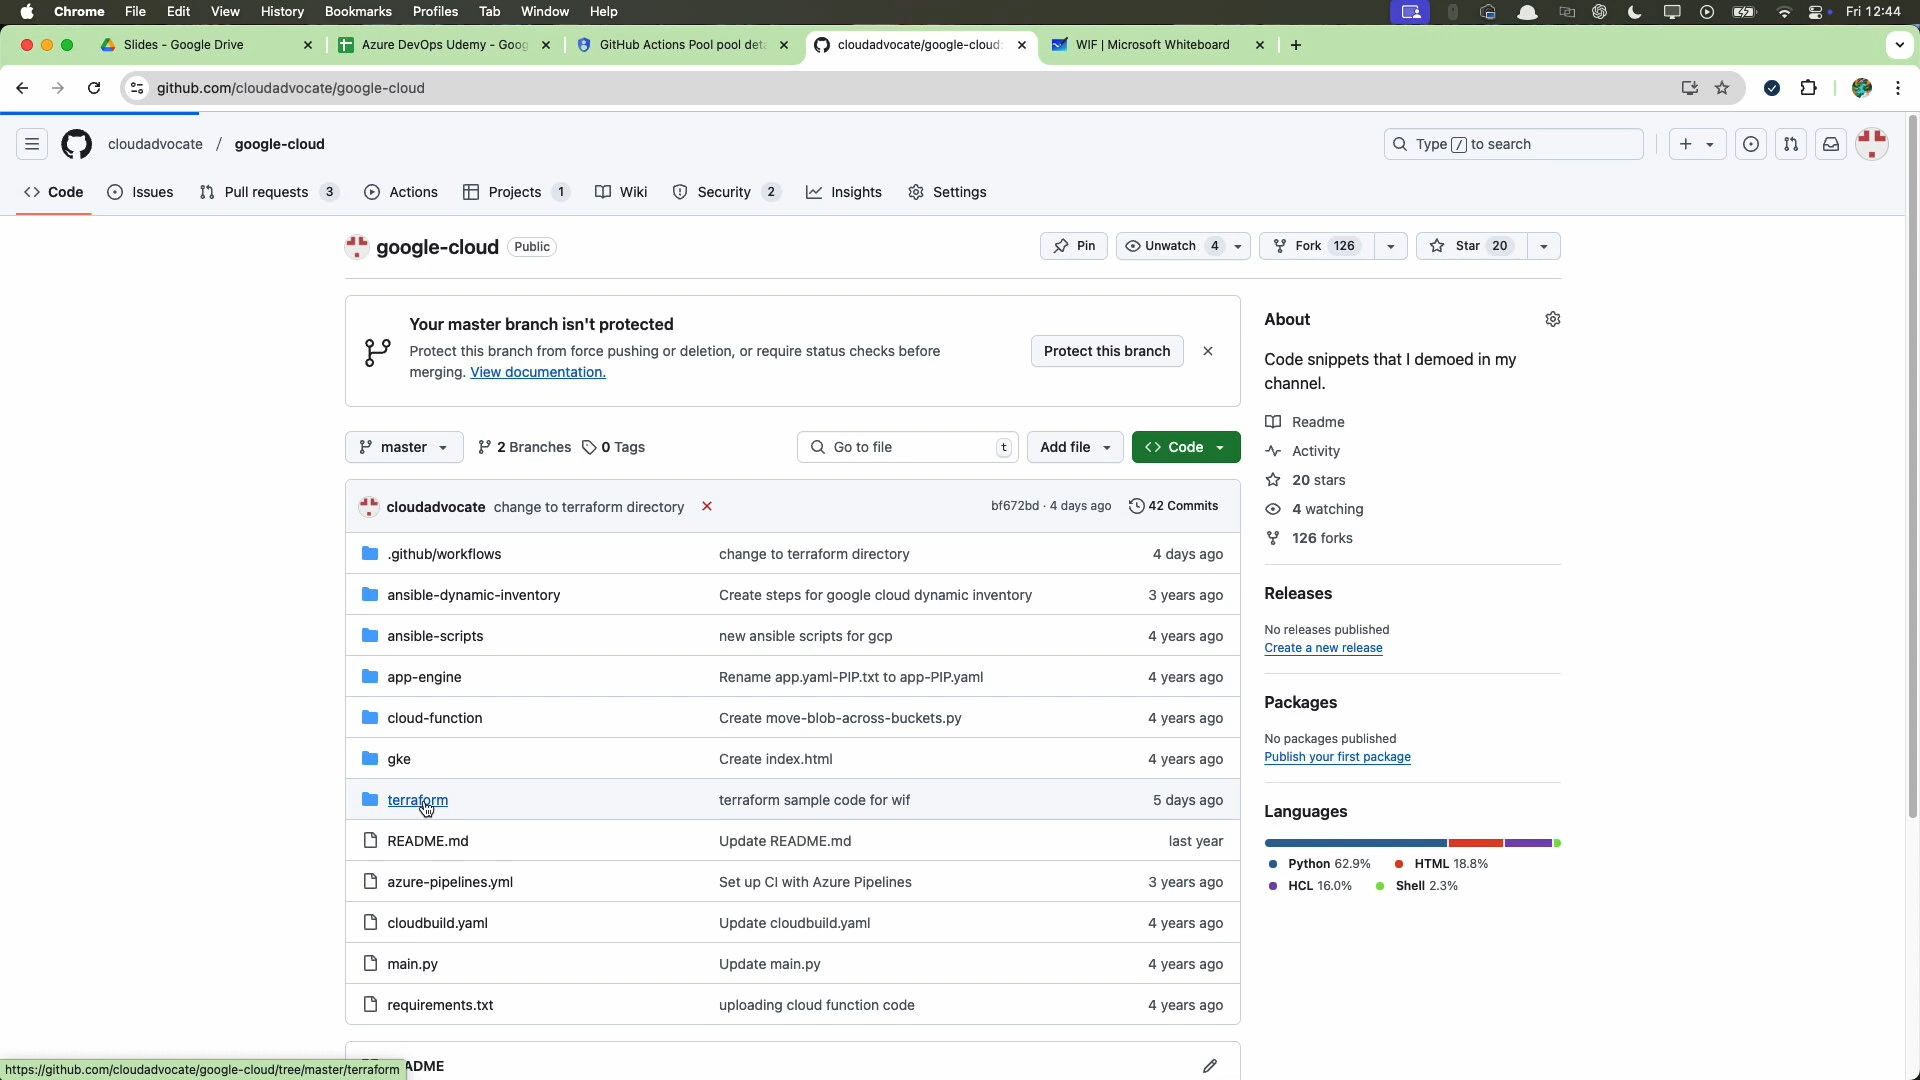 Chrome File Edit View History Bookmarks Profiles Tab Window Help Fri 12:44
Slides - Google Drive
Azure DevOps Udemy - Goog
GitHub Actions Pool pool deta
cloudadvocate/google-cloud:
WIF | Microsoft Whiteboard
github.com/cloudadvocate/google-cloud
cloudadvocate / google-cloud
Type / to search
Code Issues Pull requests 3 Actions Projects 1 Wiki Security 2 Insights Settings
google-cloud Public
Pin Unwatch 4 Fork 126 Star 20
Your master branch isn't protected
Protect this branch from force pushing or deletion, or require status checks before
merging. View documentation.
Protect this branch
master 2 Branches 0 Tags Go to file t Add file Code
cloudadvocate change to terraform directory bf672bd · 4 days ago 42 Commits
.github/workflows change to terraform directory 4 days ago
ansible-dynamic-inventory Create steps for google cloud dynamic inventory 3 years ago
ansible-scripts new ansible scripts for gcp 4 years ago
app-engine Rename app.yaml-PIP.txt to app-PIP.yaml 4 years ago
cloud-function Create move-blob-across-buckets.py 4 years ago
gke Create index.html 4 years ago
terraform terraform sample code for wif 5 days ago
README.md Update README.md last year
azure-pipelines.yml Set up CI with Azure Pipelines 3 years ago
cloudbuild.yaml Update cloudbuild.yaml 4 years ago
main.py Update main.py 4 years ago
requirements.txt uploading cloud function code 4 years ago
ADME
About
Code snippets that I demoed in my
channel.
Readme
Activity
20 stars
4 watching
126 forks
Releases
No releases published
Create a new release
Packages
No packages published
Publish your first package
Languages
Python 62.9% HTML 18.8%
HCL 16.0% Shell 2.3%
https://github.com/cloudadvocate/google-cloud/tree/master/terraform